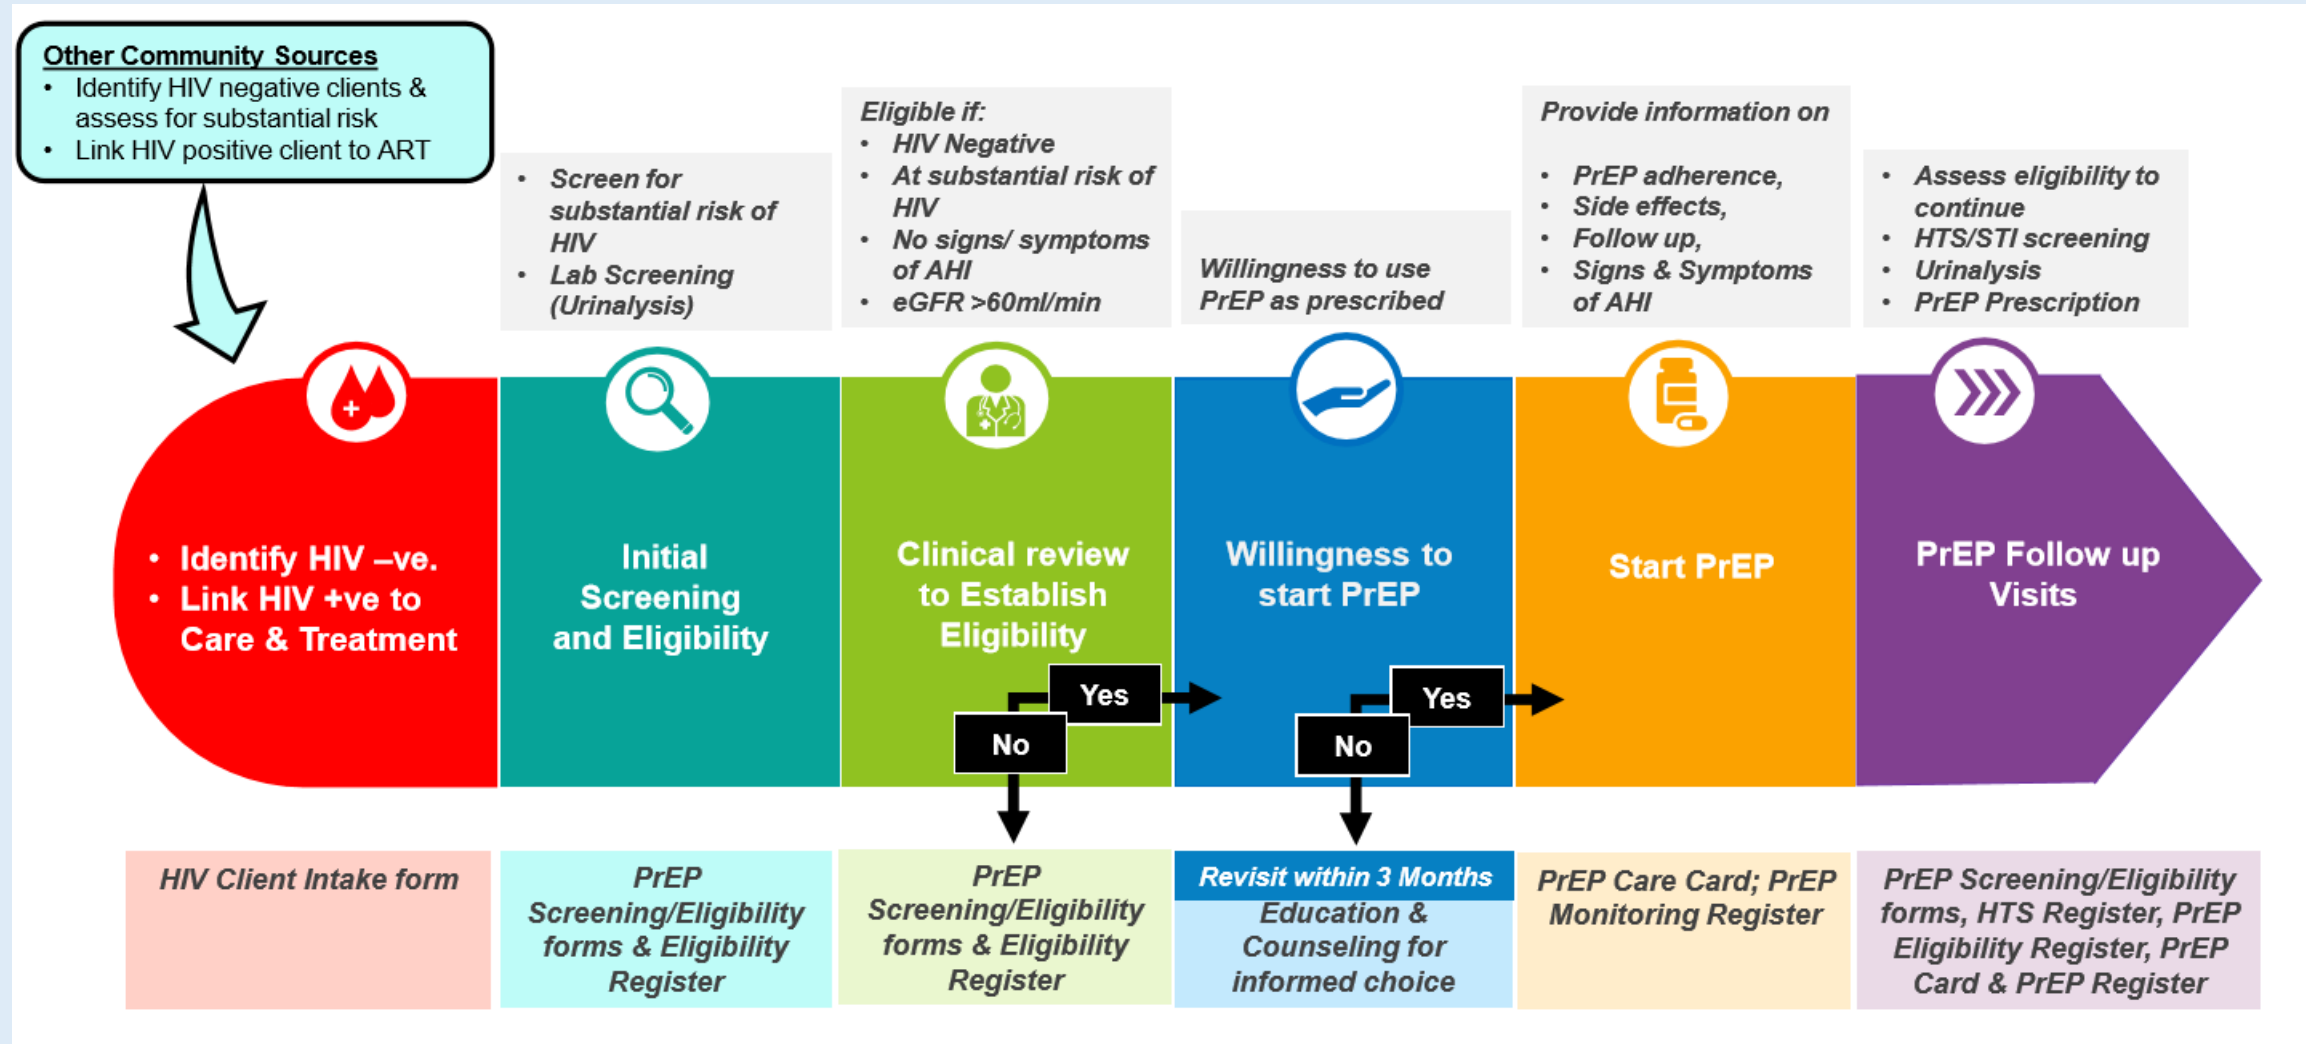 Other Community Sources
• Identify HIV negative clients &
assess for substantial risk
• Link HIV positive client to ART
• Screen for
substantial risk of
HIV
• Lab Screening
(Urinalysis)
Eligible if:
• HIV Negative
• At substantial risk of
HIV
• No signs/ symptoms
of AHI
• eGFR >60ml/min
Willingness to use
PrEP as prescribed
Provide information on
• PrEP adherence,
• Side effects,
• Follow up,
• Signs & Symptoms
of AHI
• Assess eligibility to
continue
• HTS/STI screening
• Urinalysis
• PrEP Prescription
• Identify HIV –ve.
• Link HIV +ve to
Care & Treatment
Initial
Screening
and Eligibility
Clinical review
to Establish
Eligibility
Yes
No
Willingness to
start PrEP
Yes
No
Start PrEP
PrEP Follow up
Visits
HIV Client Intake form
PrEP
Screening/Eligibility
forms & Eligibility
Register
PrEP
Screening/Eligibility
forms & Eligibility
Register
Revisit within 3 Months
Education &
Counseling for
informed choice
PrEP Care Card; PrEP
Monitoring Register
PrEP Screening/Eligibility
forms, HTS Register, PrEP
Eligibility Register, PrEP
Card & PrEP Register